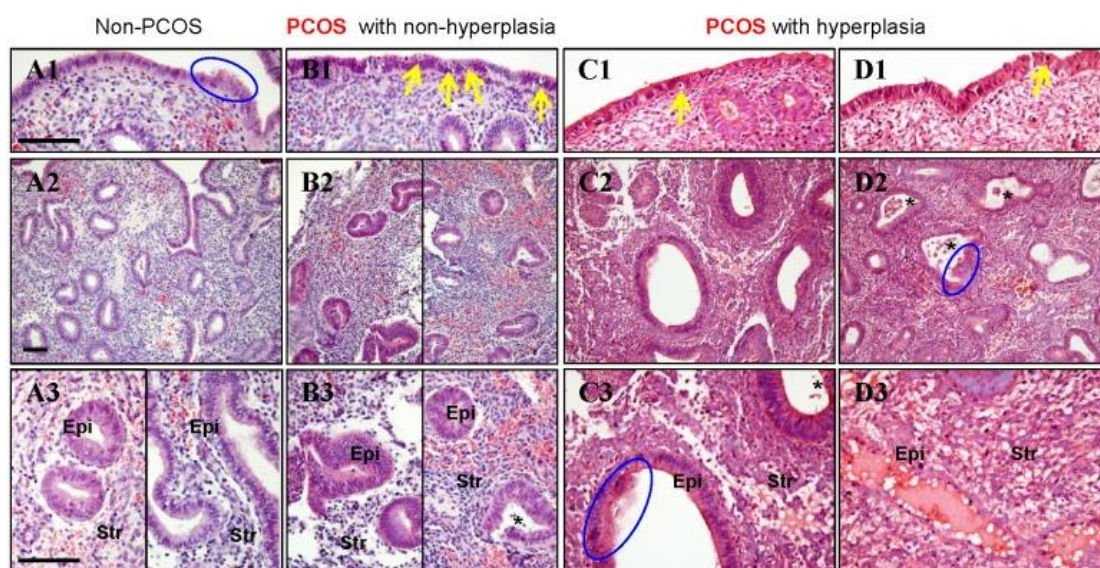 Non-PCOS PCOS with non-hyperplasia PCOS with hyperplasia
A1 B1 C1 D1
A2 B2 C2 D2
* * *
A3 B3 C3 D3
*
Epi Epi Epi Epi Epi Epi
Str Str Str Str Str Str
*